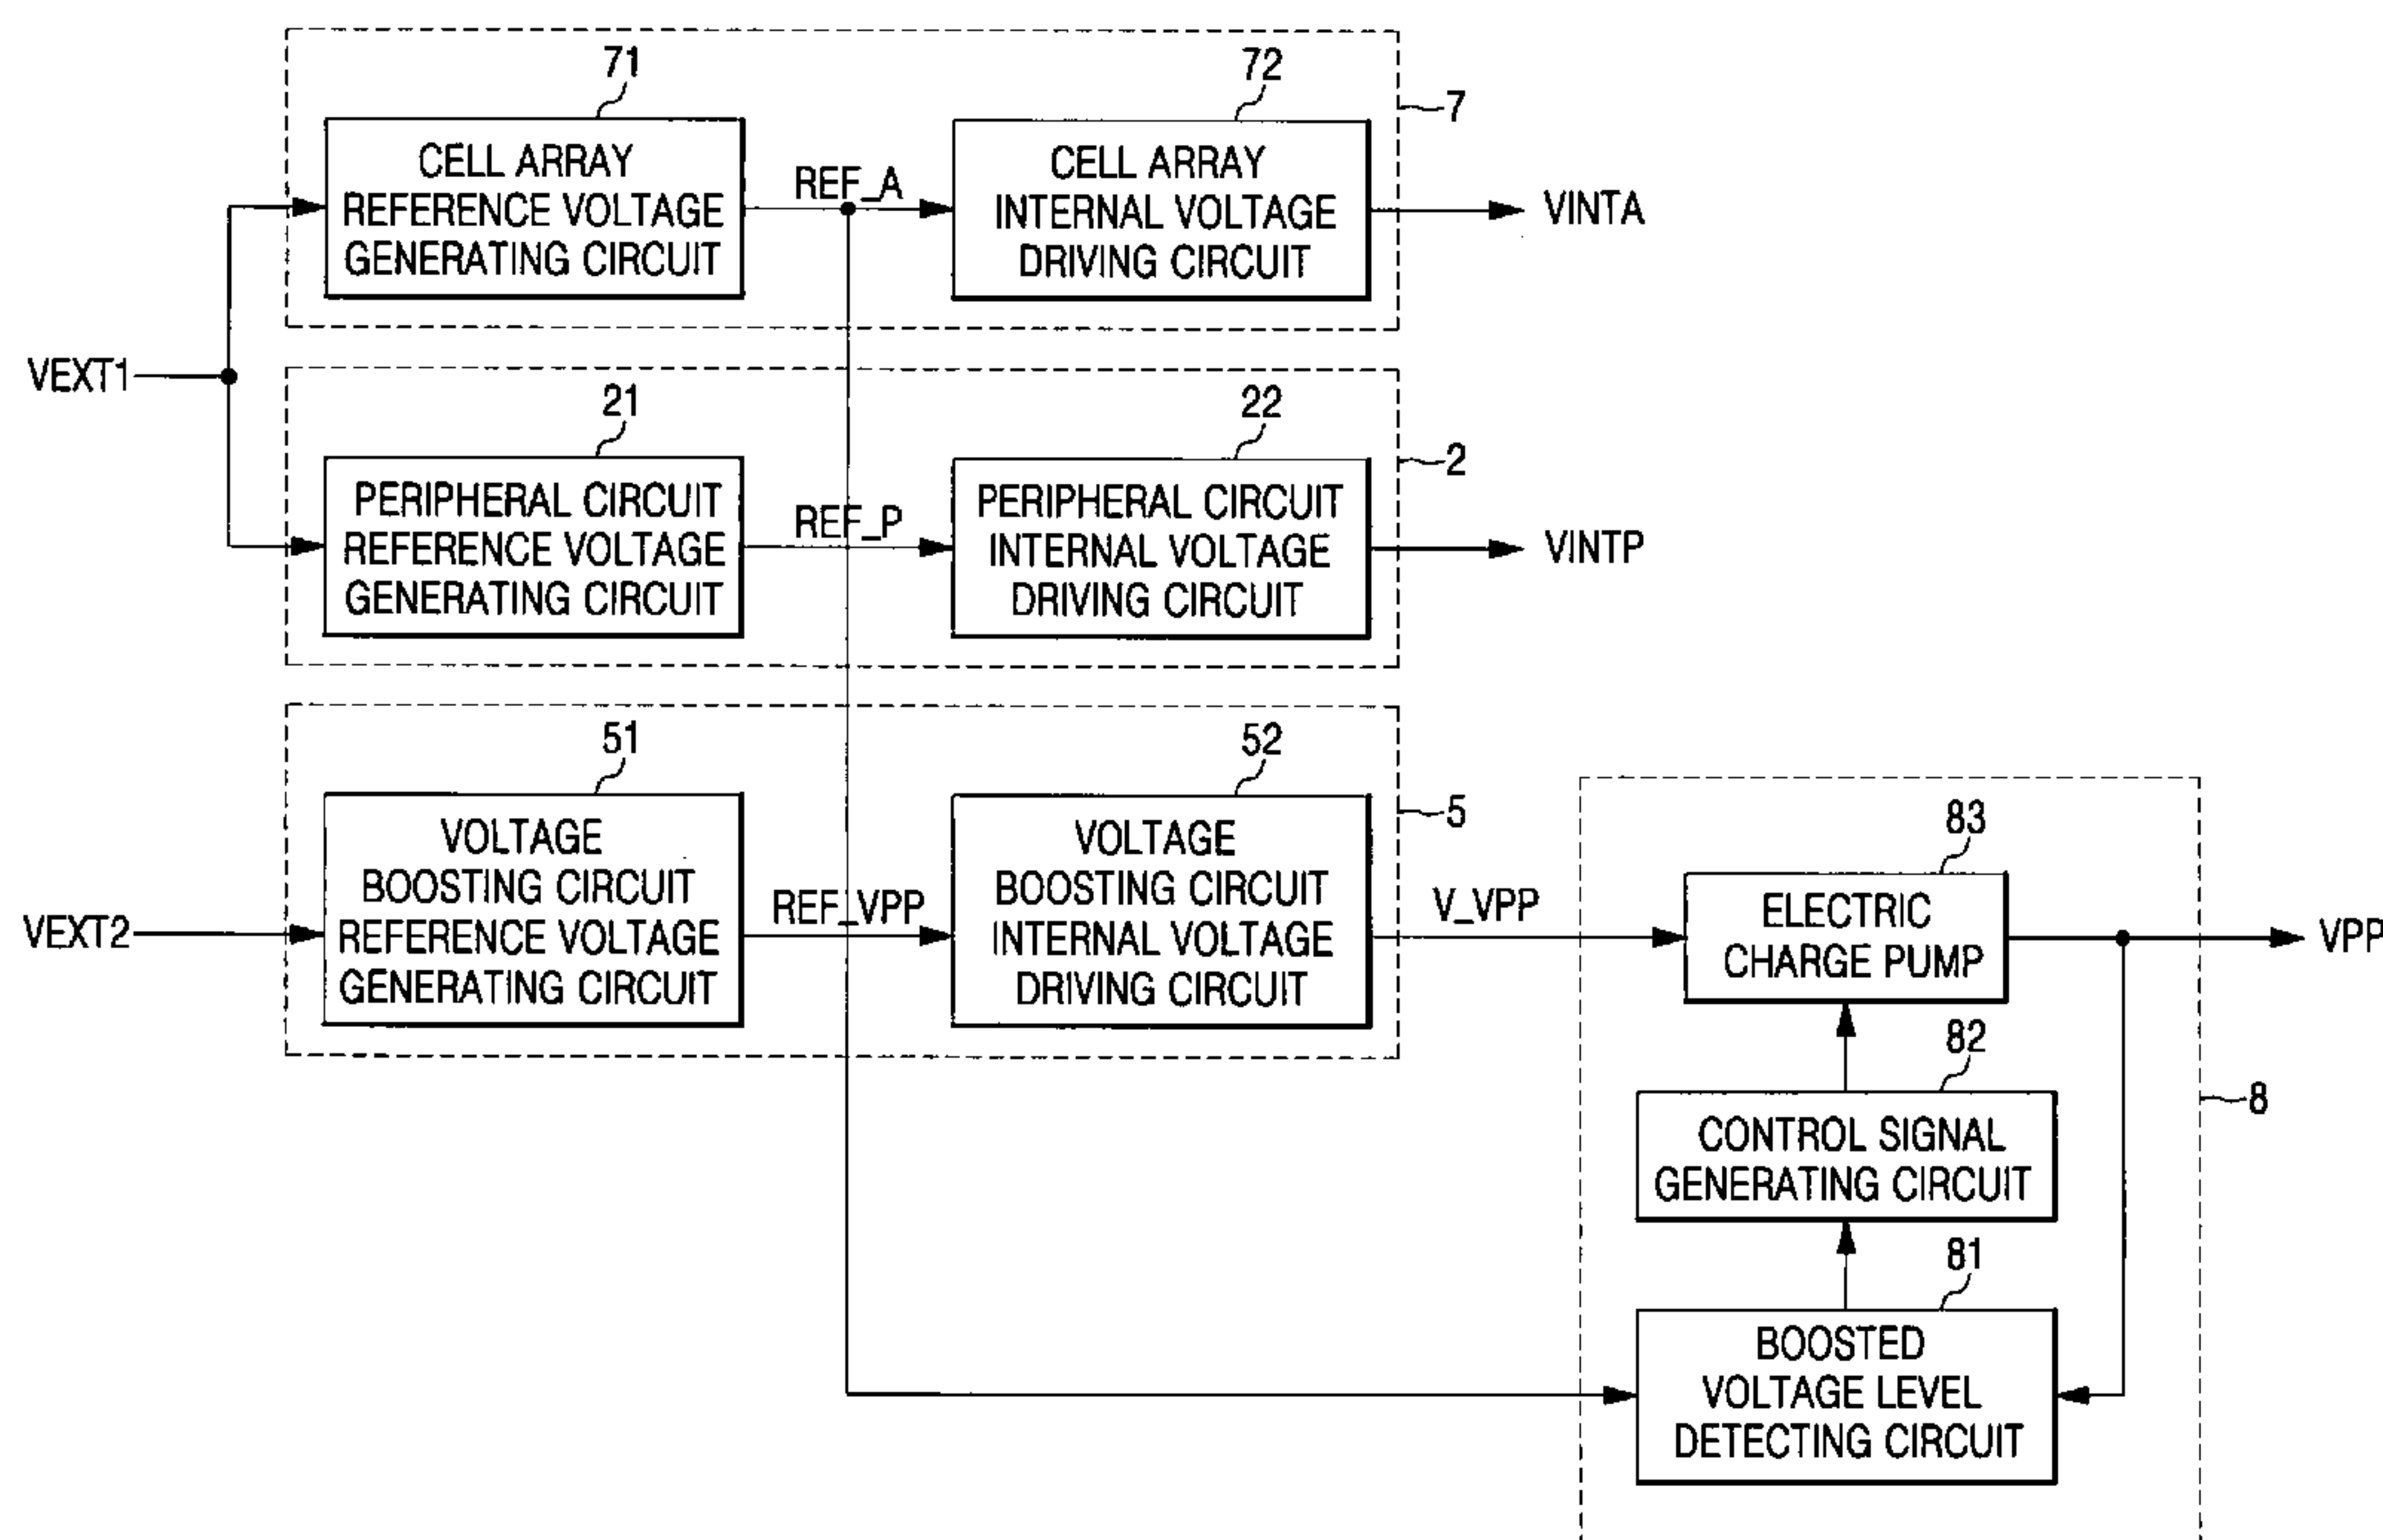 71
72
7
CELL ARRAY
REFERENCE VOLTAGE
GENERATING CIRCUIT
REF_A
CELL ARRAY
INTERNAL VOLTAGE
DRIVING CIRCUIT
VINTA
VEXT1
21
22
2
PERIPHERAL CIRCUIT
REFERENCE VOLTAGE
GENERATING CIRCUIT
REF_P
PERIPHERAL CIRCUIT
INTERNAL VOLTAGE
DRIVING CIRCUIT
VINTP
51
52
5
VEXT2
VOLTAGE
BOOSTING CIRCUIT
REFERENCE VOLTAGE
GENERATING CIRCUIT
REF_VPP
VOLTAGE
BOOSTING CIRCUIT
INTERNAL VOLTAGE
DRIVING CIRCUIT
V_VPP
83
ELECTRIC
CHARGE PUMP
VPP
82
CONTROL SIGNAL
GENERATING CIRCUIT
8
81
BOOSTED
VOLTAGE LEVEL
DETECTING CIRCUIT